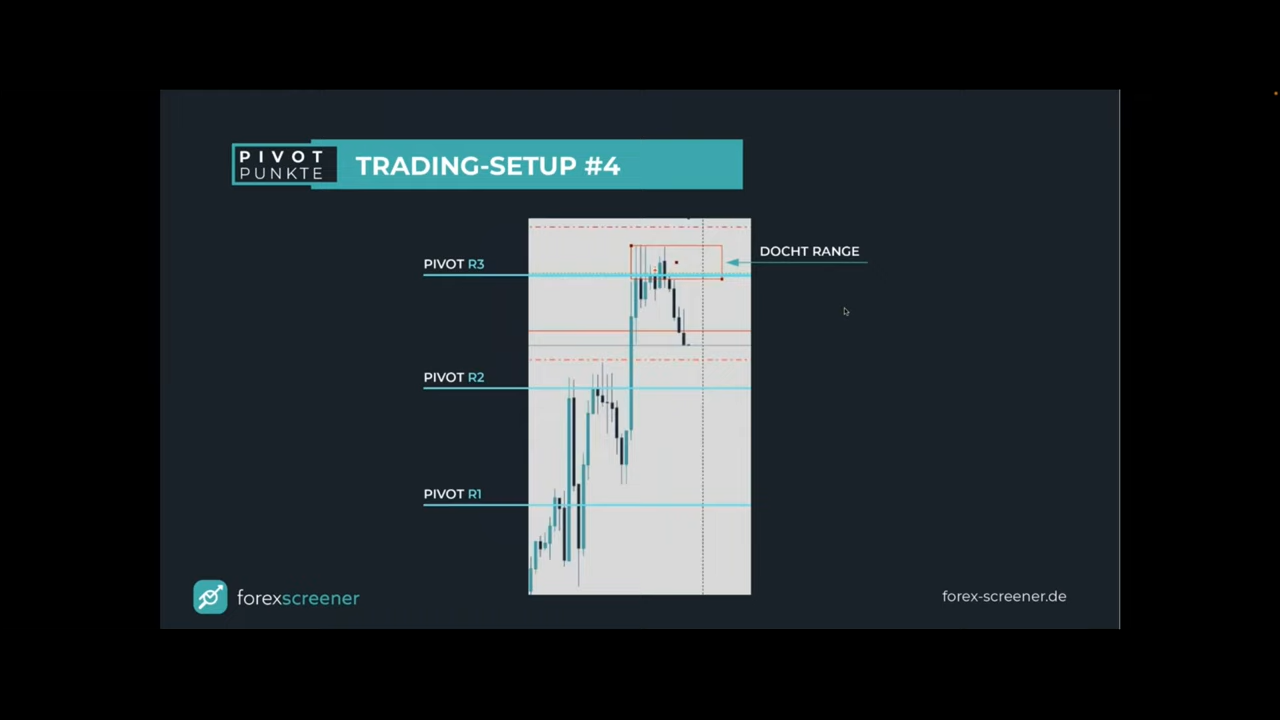 PIVOT
PUNKTE
TRADING-SETUP #4
DOCHT RANGE
PIVOT R3
PIVOT R2
PIVOT R1
forexscreener
forex-screener.de